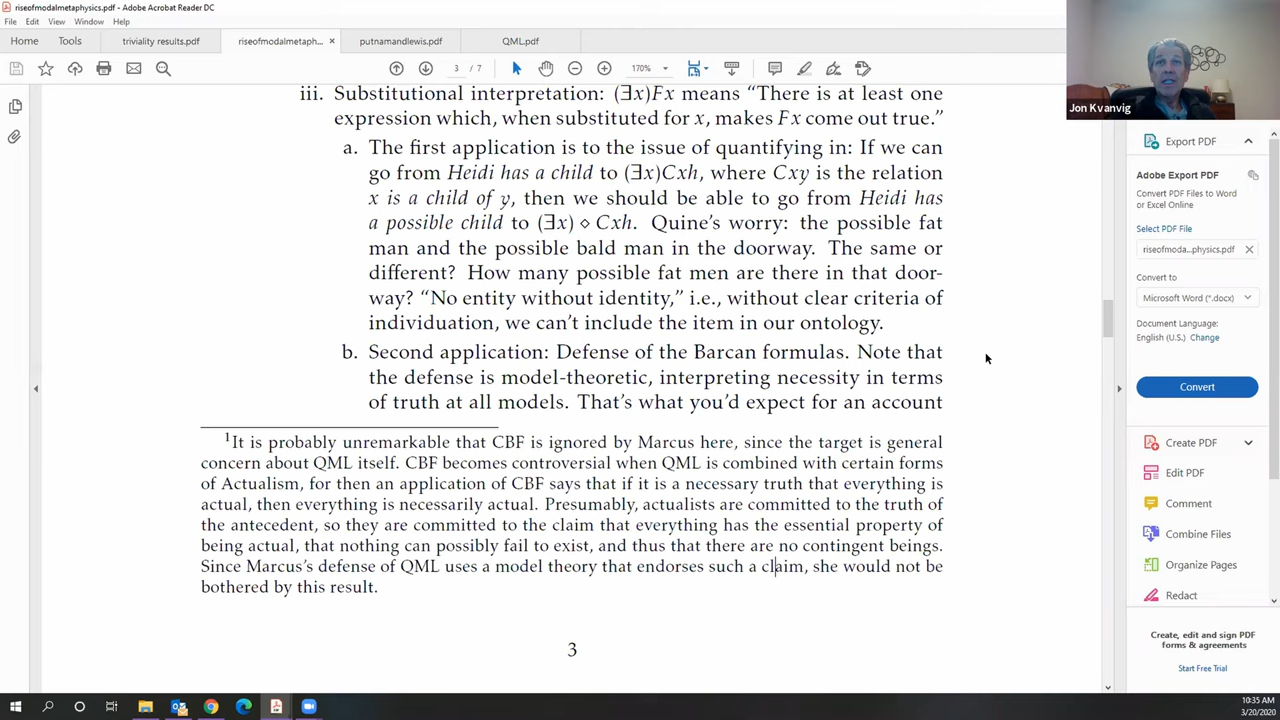 riseofmodalmetaphysics.pdf - Adobe Acrobat Reader DC
File Edit View Window Help
Home Tools triviality results.pdf riseofmodalmetaph... × putnamandlewis.pdf QML.pdf
3 / 7 170%
Jon Kvanvig
iii. Substitutional interpretation: (∃x)Fx means “There is at least one
expression which, when substituted for x, makes Fx come out true.”
a. The first application is to the issue of quantifying in: If we can
go from Heidi has a child to (∃x)Cxh, where Cxy is the relation
x is a child of y, then we should be able to go from Heidi has
a possible child to (∃x) ⋄ Cxh. Quine’s worry: the possible fat
man and the possible bald man in the doorway. The same or
different? How many possible fat men are there in that door-
way? “No entity without identity,” i.e., without clear criteria of
individuation, we can’t include the item in our ontology.
b. Second application: Defense of the Barcan formulas. Note that
the defense is model-theoretic, interpreting necessity in terms
of truth at all models. That’s what you’d expect for an account
1It is probably unremarkable that CBF is ignored by Marcus here, since the target is general
concern about QML itself. CBF becomes controversial when QML is combined with certain forms
of Actualism, for then an application of CBF says that if it is a necessary truth that everything is
actual, then everything is necessarily actual. Presumably, actualists are committed to the truth of
the antecedent, so they are committed to the claim that everything has the essential property of
being actual, that nothing can possibly fail to exist, and thus that there are no contingent beings.
Since Marcus’s defense of QML uses a model theory that endorses such a claim, she would not be
bothered by this result.
3
Export PDF
Adobe Export PDF
Convert PDF Files to Word
or Excel Online
Select PDF File
riseofmoda...physics.pdf ×
Convert to
Microsoft Word (*.docx)
Document Language:
English (U.S.) Change
Convert
Create PDF
Edit PDF
Comment
Combine Files
Organize Pages
Redact
Create, edit and sign PDF
forms & agreements
Start Free Trial
10:35 AM
3/20/2020